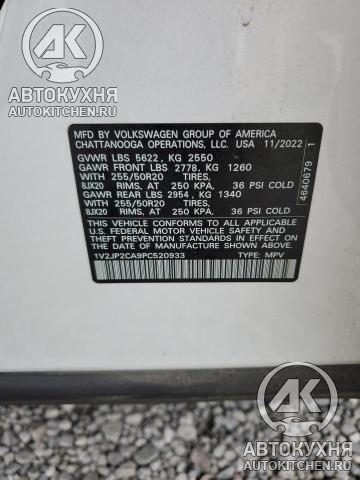 АК
АВТОКУХНЯ
AUTOKITCHEN.RU
MFD BY VOLKSWAGEN GROUP OF AMERICA
CHATTANOOGA OPERATIONS, LLC. USA 11/2022
GVWR LBS 5622, KG 2550
GAWR FRONT LBS 2778, KG 1260
WITH 255/50R20 TIRES,
8JX20 RIMS, AT 250 KPA, 36 PSI COLD
GAWR REAR LBS 2954, KG 1340
WITH 255/50R20 TIRES,
8JX20 RIMS, AT 250 KPA, 36 PSI COLD
THIS VEHICLE CONFORMS TO ALL APPLICABLE
U.S. FEDERAL MOTOR VEHICLE SAFETY
STANDARDS IN EFFECT ON THE DATE OF
MANUFACTURE SHOWN ABOVE.
1V2JP2CA9PC520933 TYPE: MPV
4640679 1
АК
АВТОКУХНЯ
AUTOKITCHEN.RU